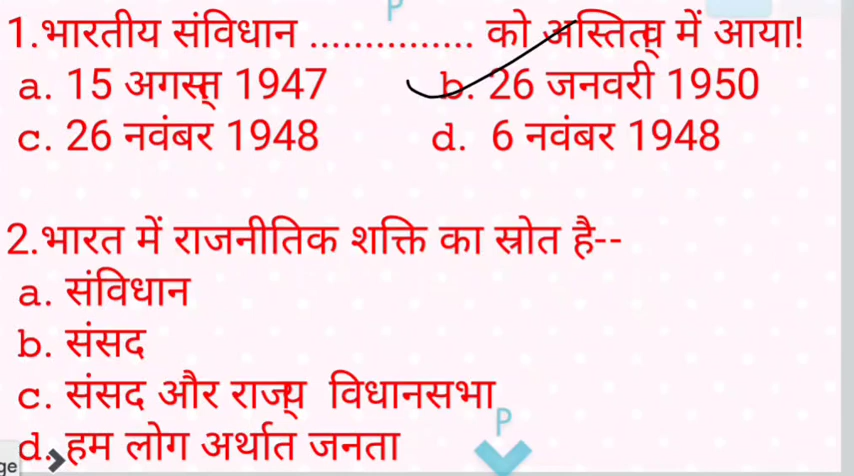 P
1.भारतीय संविधान ............... को अस्तित्व में आया!
a. 15 अगस्त 1947 b. 26 जनवरी 1950
c. 26 नवंबर 1948 d. 6 नवंबर 1948
2.भारत में राजनीतिक शक्ति का स्रोत है--
a. संविधान
b. संसद
c. संसद और राज्य विधानसभा
P
d. हम लोग अर्थात जनता
ge